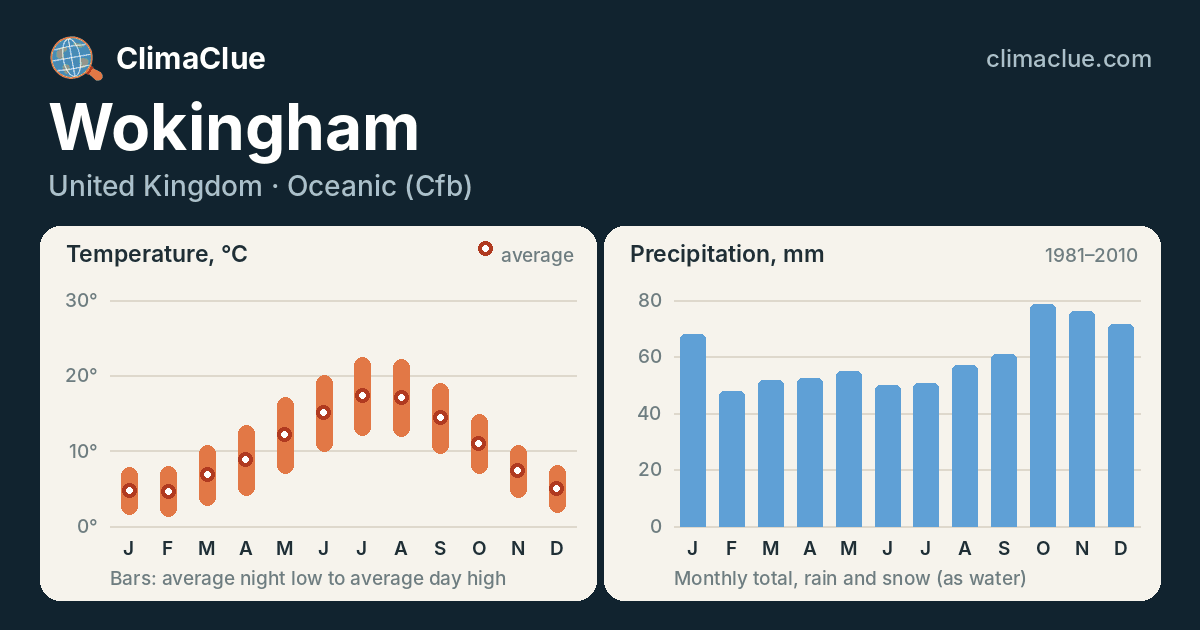 ClimaClue
climaclue.com
Wokingham
United Kingdom · Oceanic (Cfb)
Temperature, °C
average
30°
20°
10°
0°
J F M A M J J A S O N D
Bars: average night low to average day high
Precipitation, mm
1981–2010
80
60
40
20
0
J F M A M J J A S O N D
Monthly total, rain and snow (as water)